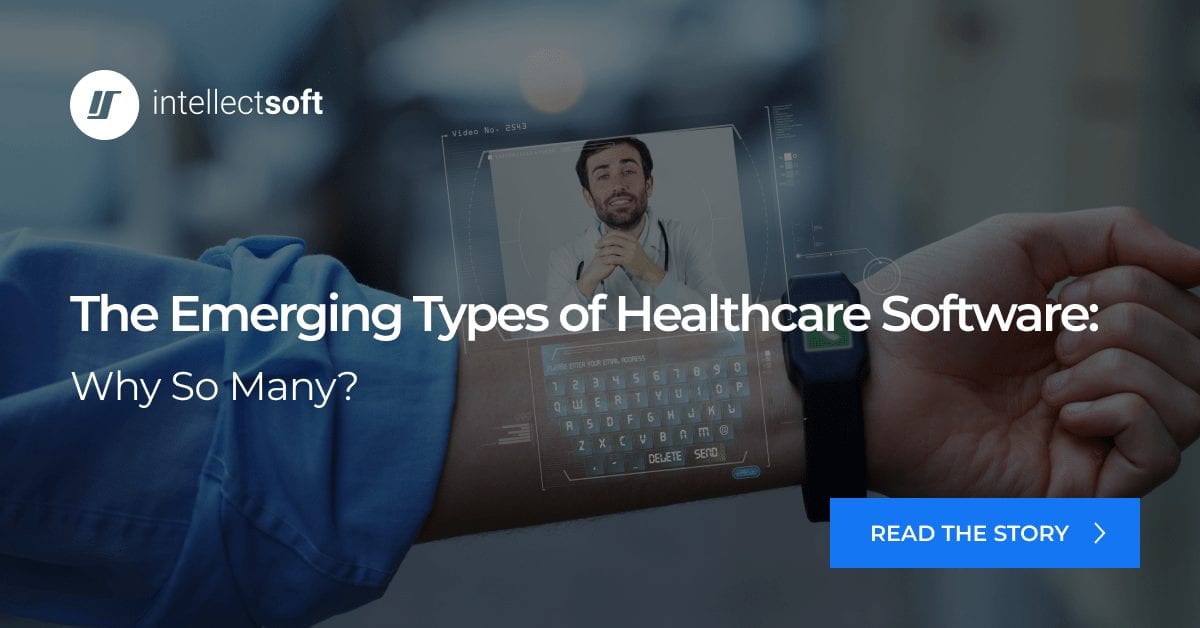 intellectsoft
Video No. 2543
The Emerging Types of Healthcare Software:
Why So Many?
PLEASE ENTER YOUR EMAIL ADDRESS
1 2 3 4 5 6 7 8 9 0
Q W E R T Y U I O P
A S D F G H J K L
Z X C V B N M @
. - _ DELETE SEND
READ THE STORY